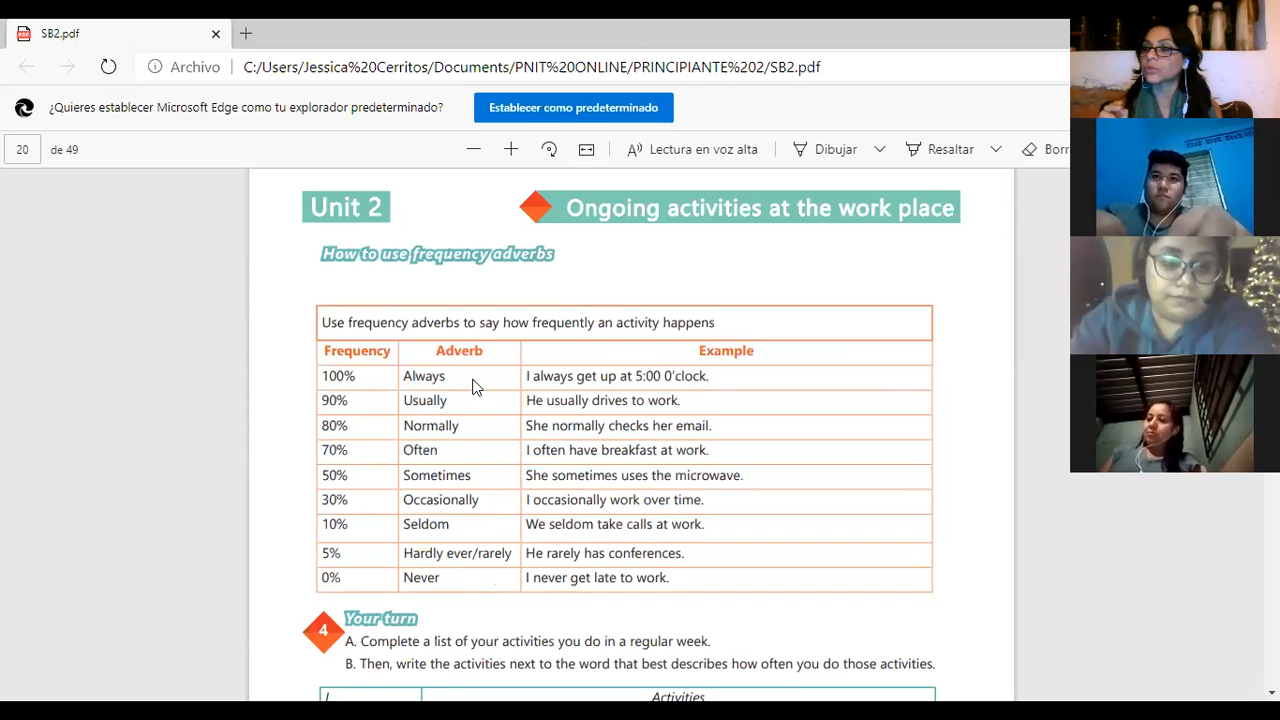 SB2.pdf
Archivo
C:/Users/Jessica%20Cerritos/Documents/PNIT%20ONLINE/PRINCIPIANTE%202/SB2.pdf
¿Quieres establecer Microsoft Edge como tu explorador predeterminado?
Establecer como predeterminado
20 de 49
Lectura en voz alta
Dibujar
Resaltar
Borr
Unit 2
Ongoing activities at the work place
How to use frequency adverbs
Use frequency adverbs to say how frequently an activity happens
Frequency Adverb Example
100% Always I always get up at 5:00 0'clock.
90% Usually He usually drives to work.
80% Normally She normally checks her email.
70% Often I often have breakfast at work.
50% Sometimes She sometimes uses the microwave.
30% Occasionally I occasionally work over time.
10% Seldom We seldom take calls at work.
5% Hardly ever/rarely He rarely has conferences.
0% Never I never get late to work.
4 Your turn
A. Complete a list of your activities you do in a regular week.
B. Then, write the activities next to the word that best describes how often you do those activities.
I Activities